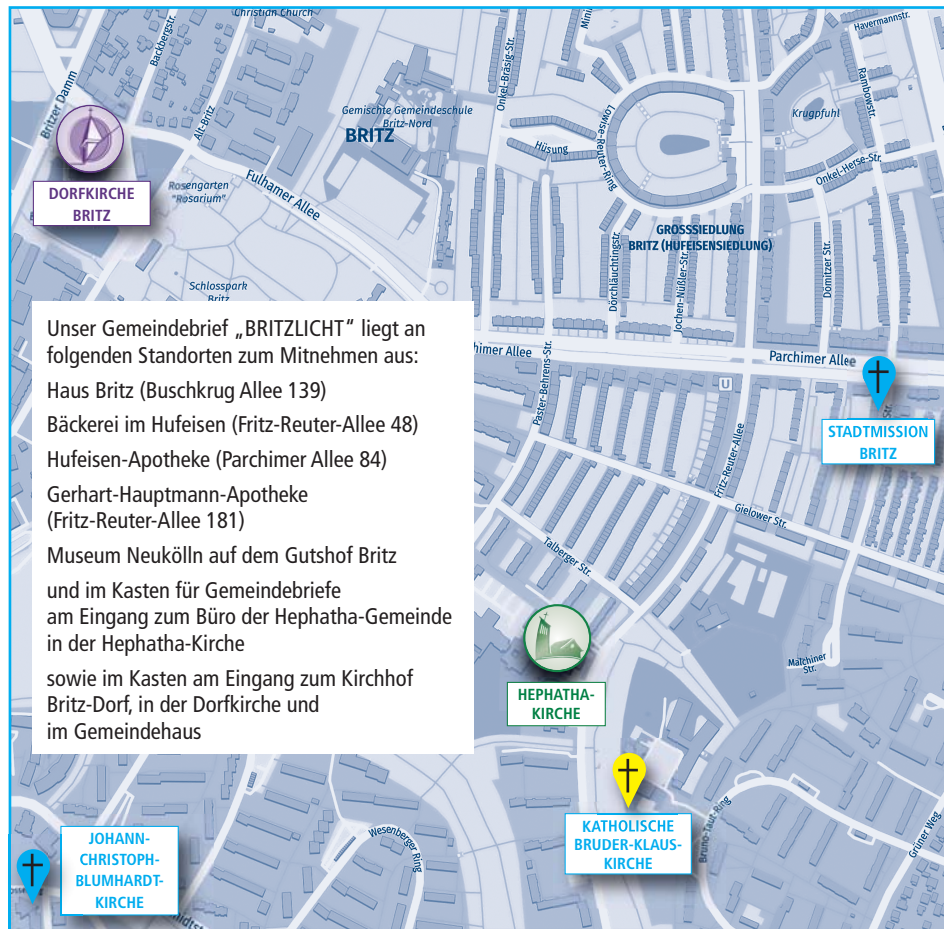 Christian Church
Backbergstr.
Britzer Damm
Alt-Britz
Gemischte Gemeindeschule
Britz-Nord
BRITZ
Onkel-Bräsig-Str.
Hüsung
Lowise-Reuter-Ring
Havermannstr.
Rambowstr.
Krugpfuhl
Onkel-Herse-Str.
DORFKIRCHE
BRITZ
Rosengarten
"Rosarium"
Fulhamer Allee
Schlosspark
Britz
GROSSSIEDLUNG
BRITZ (HUFEISENSIEDLUNG)
Dörchläuchtingstr.
Jochen-Nüßler-Str.
Dömitzer Str.
Parchimer Allee
himer Allee
U
Paster-Behrens-Str.
Fritz-Reuter-Allee
STADTMISSION
BRITZ
Gielower Str.
Talberger Str.
Malchiner
Str.
Unser Gemeindebrief „BRITZLICHT“ liegt an
folgenden Standorten zum Mitnehmen aus:
Haus Britz (Buschkrug Allee 139)
Bäckerei im Hufeisen (Fritz-Reuter-Allee 48)
Hufeisen-Apotheke (Parchimer Allee 84)
Gerhart-Hauptmann-Apotheke
(Fritz-Reuter-Allee 181)
Museum Neukölln auf dem Gutshof Britz
und im Kasten für Gemeindebriefe
am Eingang zum Büro der Hephatha-Gemeinde
in der Hephatha-Kirche
sowie im Kasten am Eingang zum Kirchhof
Britz-Dorf, in der Dorfkirche und
im Gemeindehaus
HEPHATHA-
KIRCHE
KATHOLISCHE
BRUDER-KLAUS-
KIRCHE
Bruno-Taut-Ring
Grüner Weg
Wesenberger Ring
JOHANN-
CHRISTOPH-
BLUMHARDT-
KIRCHE